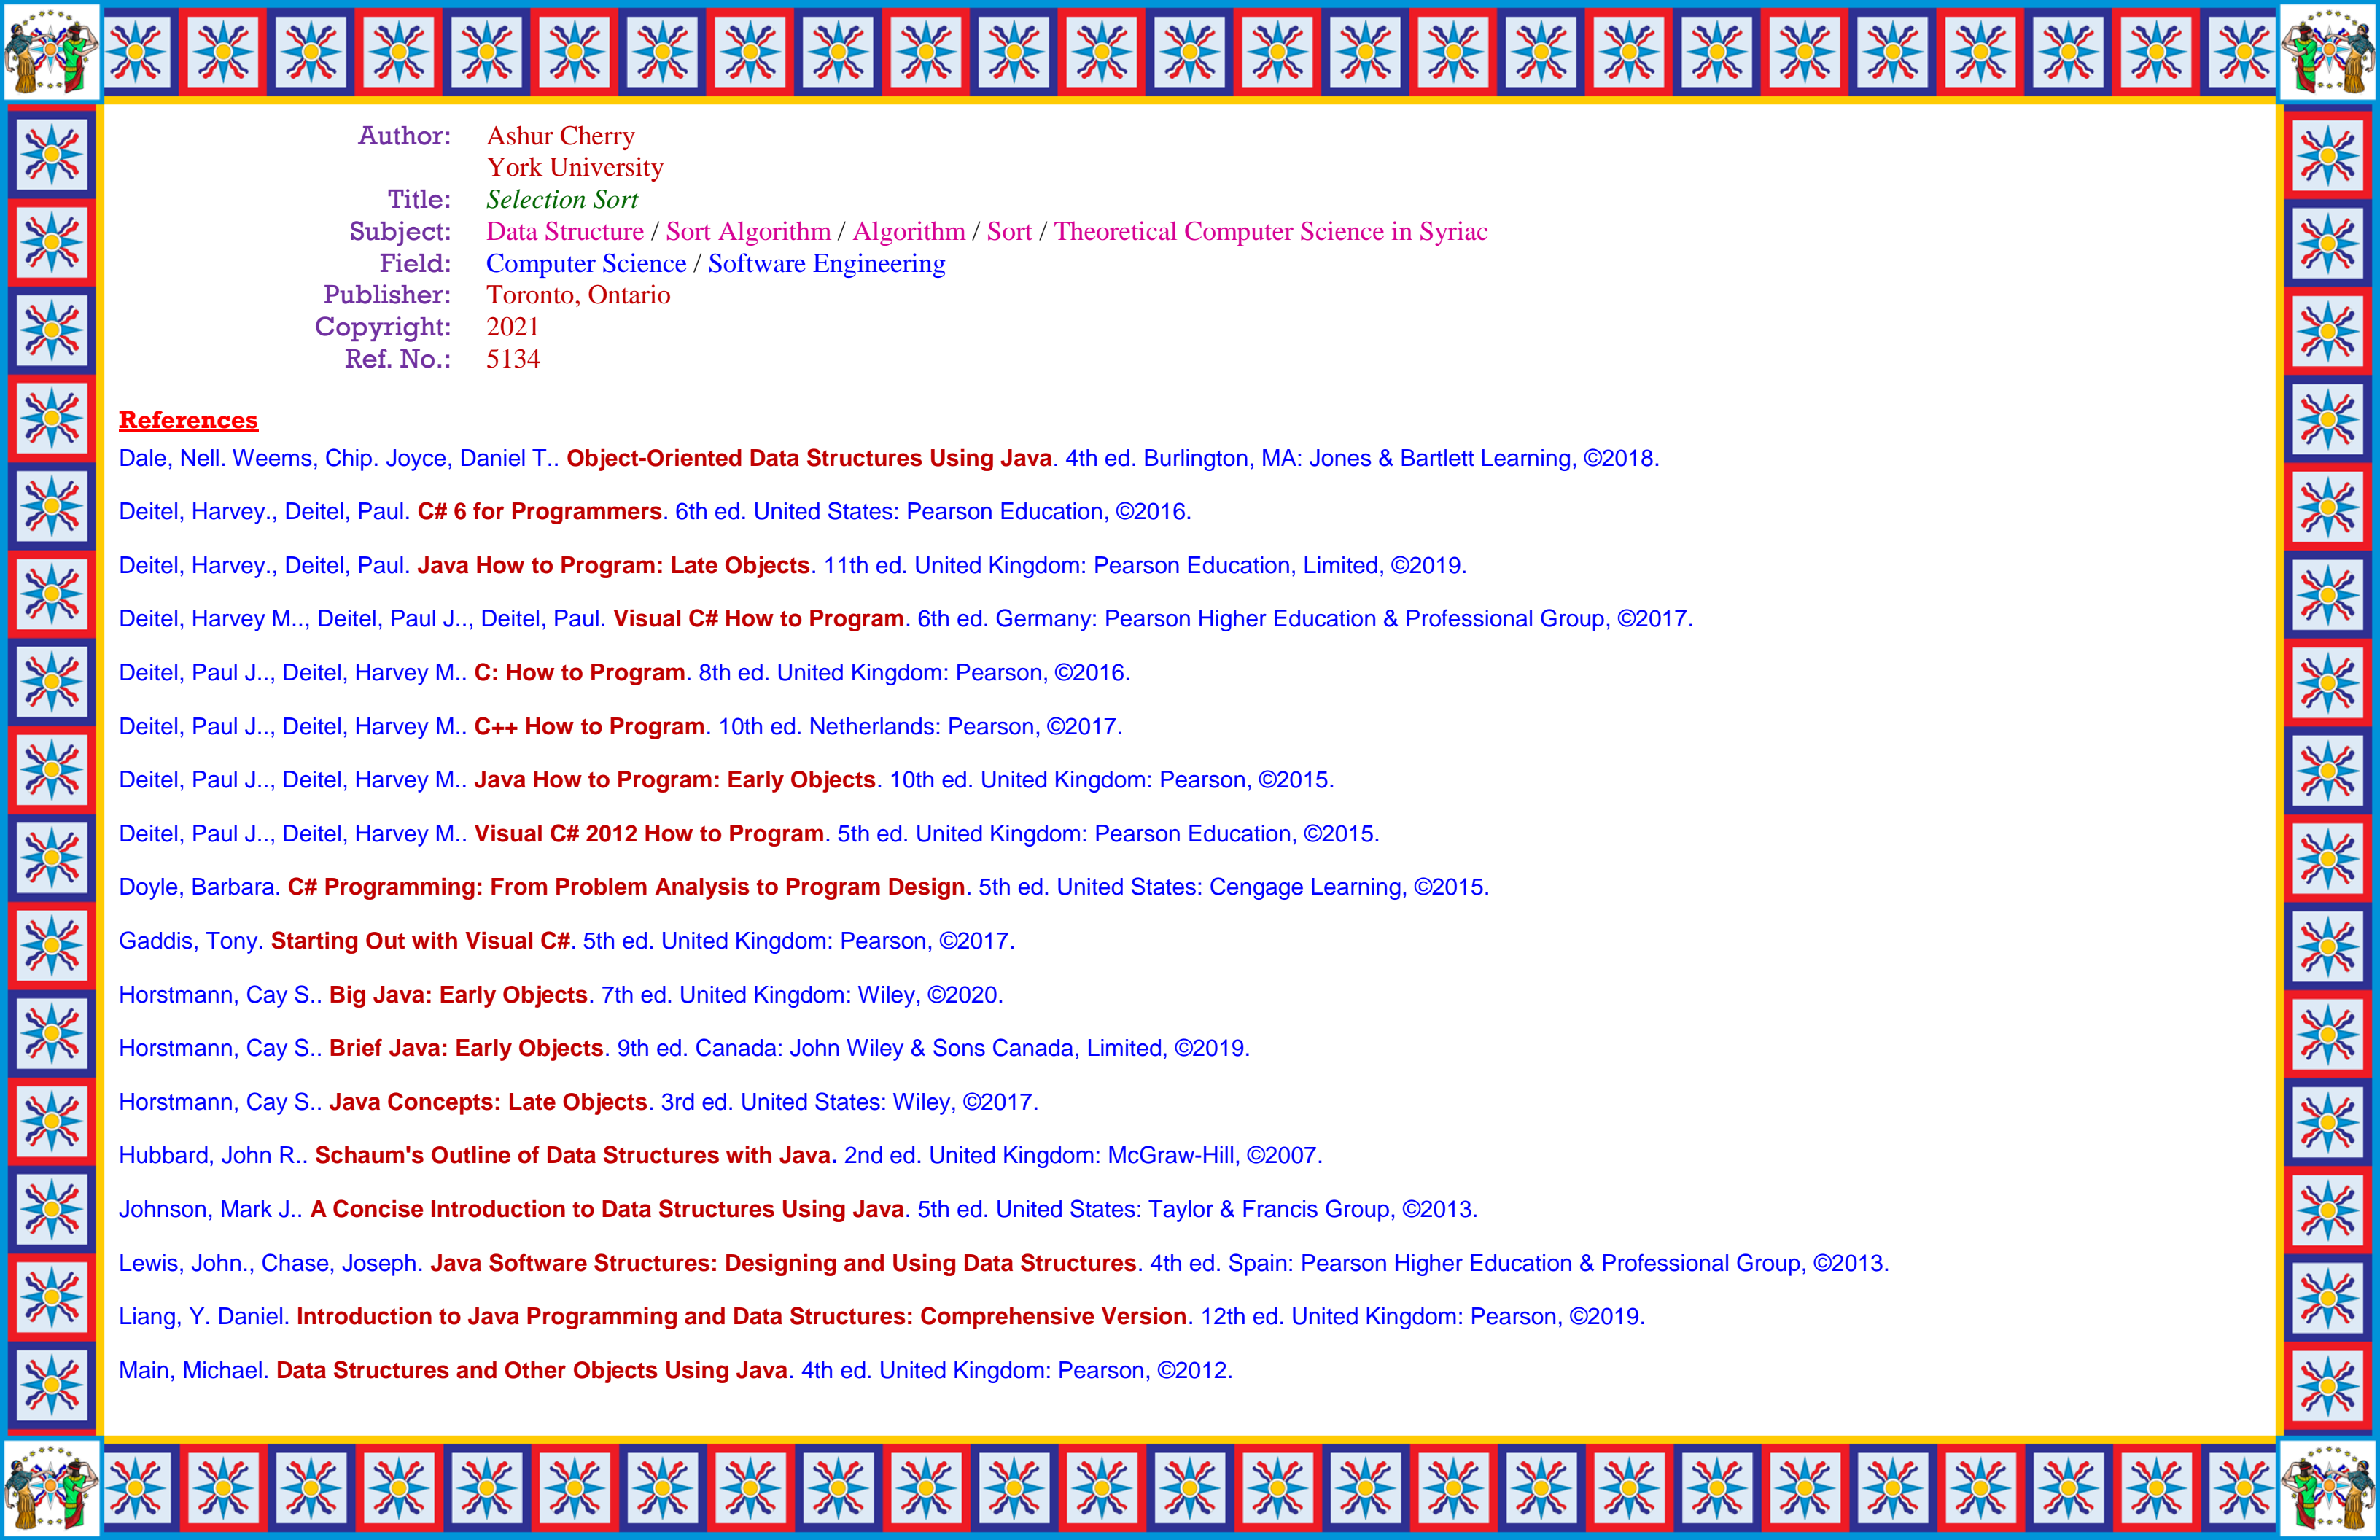 Author: Ashur Cherry
York University
Title: Selection Sort
Subject: Data Structure / Sort Algorithm / Algorithm / Sort / Theoretical Computer Science in Syriac
Field: Computer Science / Software Engineering
Publisher: Toronto, Ontario
Copyright: 2021
Ref. No.: 5134
References
Dale, Nell. Weems, Chip. Joyce, Daniel T.. Object-Oriented Data Structures Using Java. 4th ed. Burlington, MA: Jones & Bartlett Learning, ©2018.
Deitel, Harvey., Deitel, Paul. C# 6 for Programmers. 6th ed. United States: Pearson Education, ©2016.
Deitel, Harvey., Deitel, Paul. Java How to Program: Late Objects. 11th ed. United Kingdom: Pearson Education, Limited, ©2019.
Deitel, Harvey M.., Deitel, Paul J.., Deitel, Paul. Visual C# How to Program. 6th ed. Germany: Pearson Higher Education & Professional Group, ©2017.
Deitel, Paul J.., Deitel, Harvey M.. C: How to Program. 8th ed. United Kingdom: Pearson, ©2016.
Deitel, Paul J.., Deitel, Harvey M.. C++ How to Program. 10th ed. Netherlands: Pearson, ©2017.
Deitel, Paul J.., Deitel, Harvey M.. Java How to Program: Early Objects. 10th ed. United Kingdom: Pearson, ©2015.
Deitel, Paul J.., Deitel, Harvey M.. Visual C# 2012 How to Program. 5th ed. United Kingdom: Pearson Education, ©2015.
Doyle, Barbara. C# Programming: From Problem Analysis to Program Design. 5th ed. United States: Cengage Learning, ©2015.
Gaddis, Tony. Starting Out with Visual C#. 5th ed. United Kingdom: Pearson, ©2017.
Horstmann, Cay S.. Big Java: Early Objects. 7th ed. United Kingdom: Wiley, ©2020.
Horstmann, Cay S.. Brief Java: Early Objects. 9th ed. Canada: John Wiley & Sons Canada, Limited, ©2019.
Horstmann, Cay S.. Java Concepts: Late Objects. 3rd ed. United States: Wiley, ©2017.
Hubbard, John R.. Schaum's Outline of Data Structures with Java. 2nd ed. United Kingdom: McGraw-Hill, ©2007.
Johnson, Mark J.. A Concise Introduction to Data Structures Using Java. 5th ed. United States: Taylor & Francis Group, ©2013.
Lewis, John., Chase, Joseph. Java Software Structures: Designing and Using Data Structures. 4th ed. Spain: Pearson Higher Education & Professional Group, ©2013.
Liang, Y. Daniel. Introduction to Java Programming and Data Structures: Comprehensive Version. 12th ed. United Kingdom: Pearson, ©2019.
Main, Michael. Data Structures and Other Objects Using Java. 4th ed. United Kingdom: Pearson, ©2012.